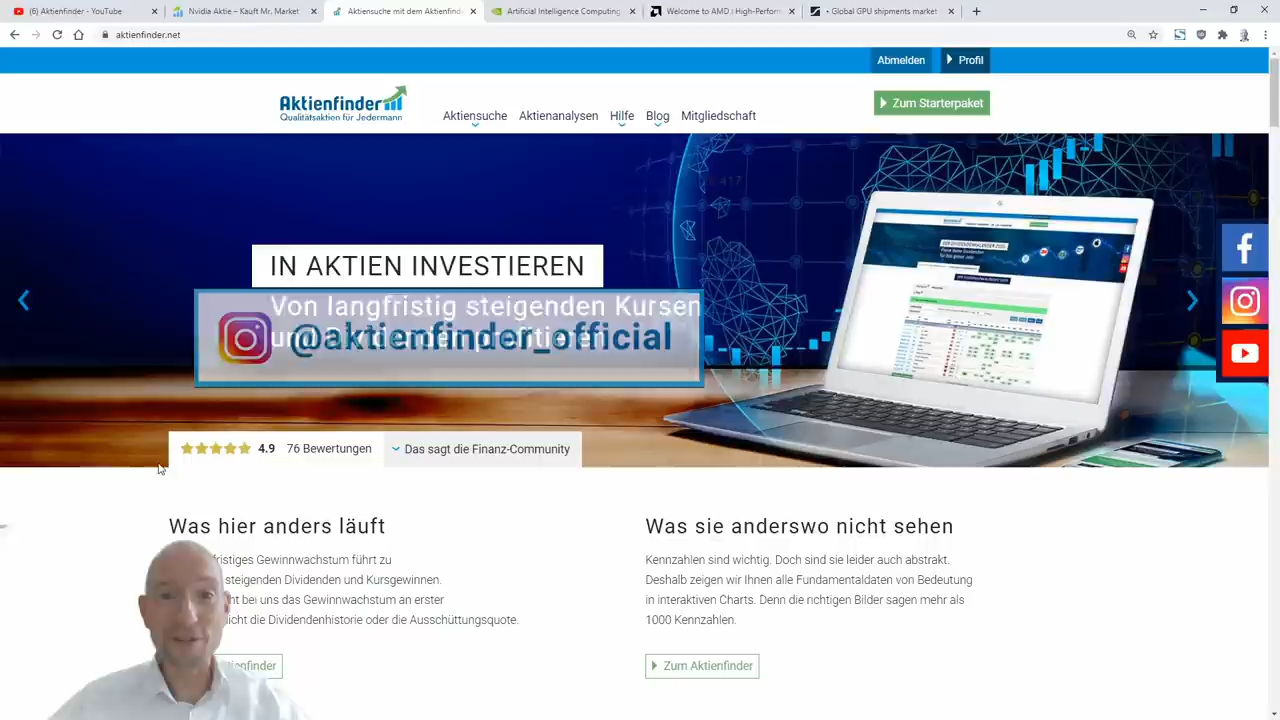 (6) Aktienfinder - YouTube
Nvidia Aktie – Kauft Mr. Market
Aktiensuche mit dem Aktienfinde
Artificial Intelligence Computing
Welcome to AMD | High-Perform
Global GPU shipments market
aktienfinder.net
Abmelden
Profil
Aktienfinder
Qualitätsaktien für Jedermann
Aktiensuche
Aktienanalysen
Hilfe
Blog
Mitgliedschaft
Zum Starterpaket
IN AKTIEN INVESTIEREN
Von langfristig steigenden Kursen
@aktienfinder_official
4.9 76 Bewertungen
Das sagt die Finanz-Community
Was hier anders läuft
fristiges Gewinnwachstum führt zu
steigenden Dividenden und Kursgewinnen.
ht bei uns das Gewinnwachstum an erster
licht die Dividendenhistorie oder die Ausschüttungsquote.
enfinder
Was sie anderswo nicht sehen
Kennzahlen sind wichtig. Doch sind sie leider auch abstrakt.
Deshalb zeigen wir Ihnen alle Fundamentaldaten von Bedeutung
in interaktiven Charts. Denn die richtigen Bilder sagen mehr als
1000 Kennzahlen.
Zum Aktienfinder